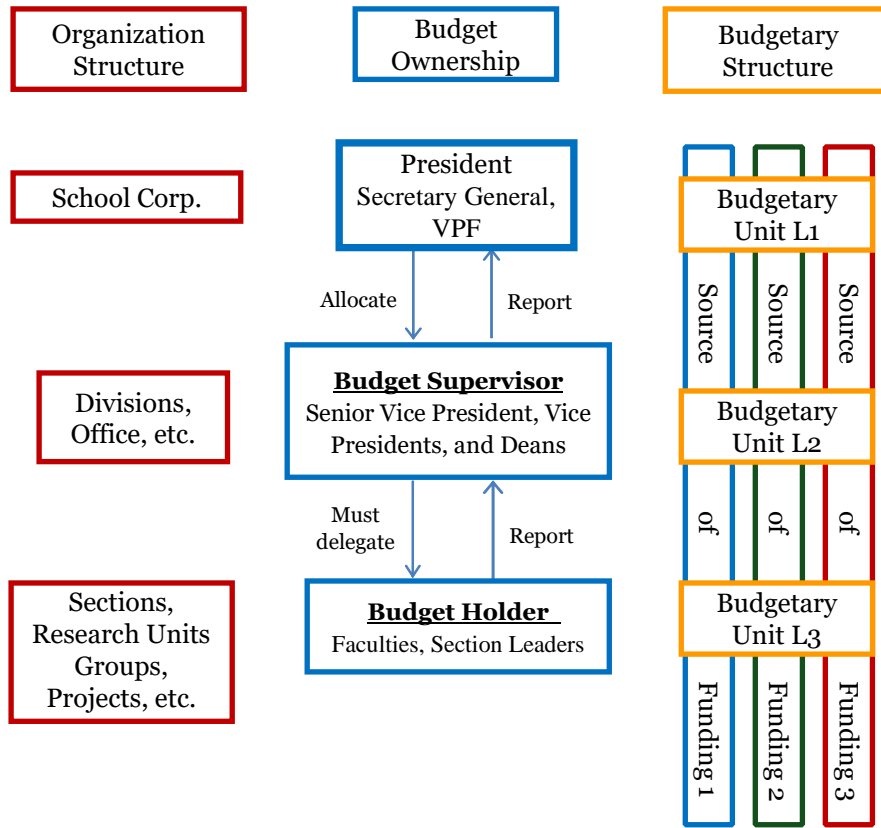 Organization
Structure
Budget
Ownership
Budgetary
Structure
School Corp.
President
Secretary General,
VPF
Budgetary
Unit L1
Allocate
Report
Source
Source
Source
Divisions,
Office, etc.
Budget Supervisor
Senior Vice President, Vice
Presidents, and Deans
Budgetary
Unit L2
Must
delegate
Report
of
of
of
Sections,
Research Units
Groups,
Projects, etc.
Budget Holder
Faculties, Section Leaders
Budgetary
Unit L3
Funding 1
Funding 2
Funding 3